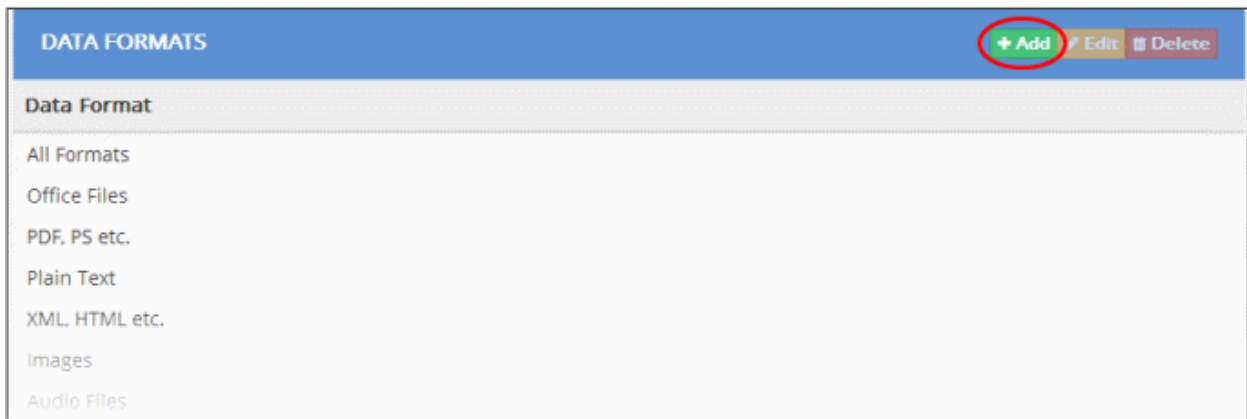 DATA FORMATS
+ Add Edit Delete
Data Format
All Formats
Office Files
PDF, PS etc.
Plain Text
XML, HTML etc.
Images
Audio Files